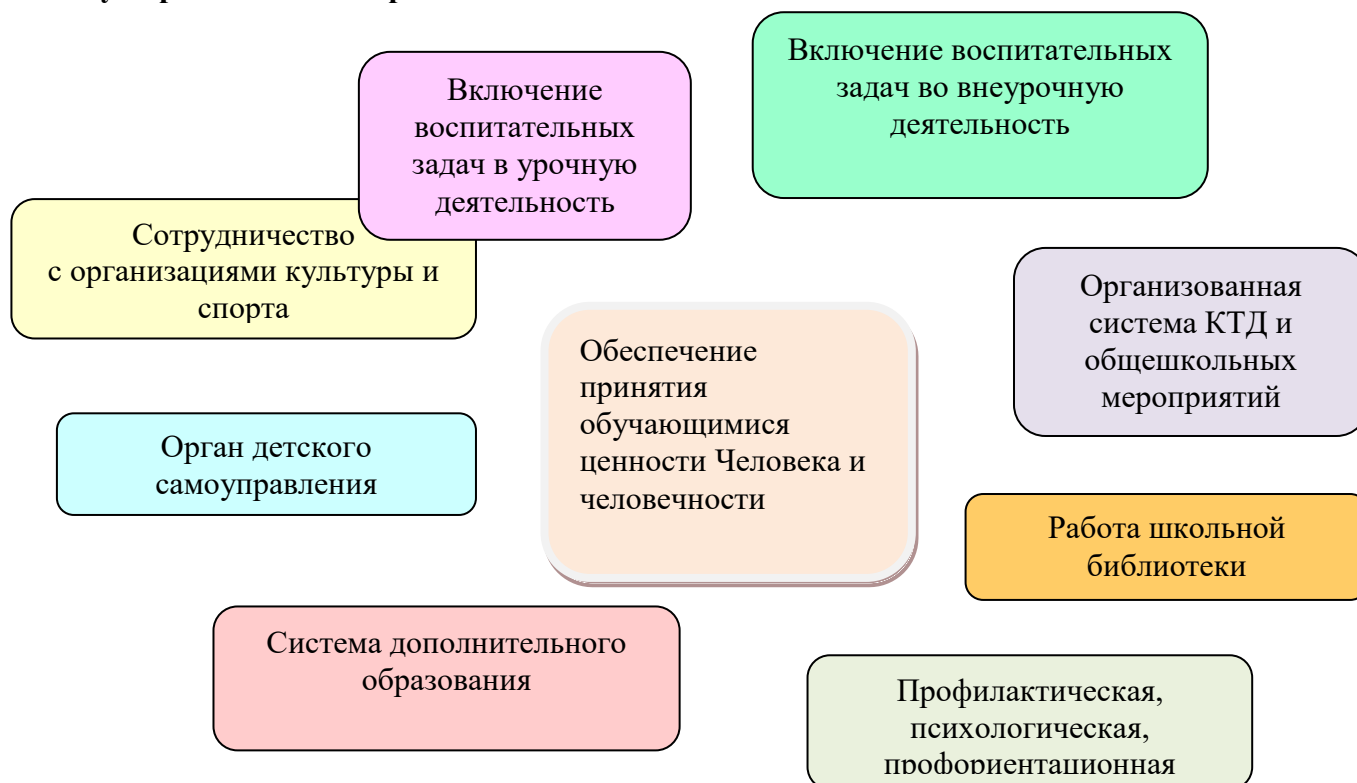 Включение воспитательных
задач во внеурочную
деятельность
Включение
воспитательных
задач в урочную
деятельность
Сотрудничество
с организациями культуры и
спорта
Организованная
система КТД и
общешкольных
мероприятий
Обеспечение
принятия
обучающимися
ценности Человека и
человечности
Орган детского
самоуправления
Работа школьной
библиотеки
Система дополнительного
образования
Профилактическая,
психологическая,
профориентационная